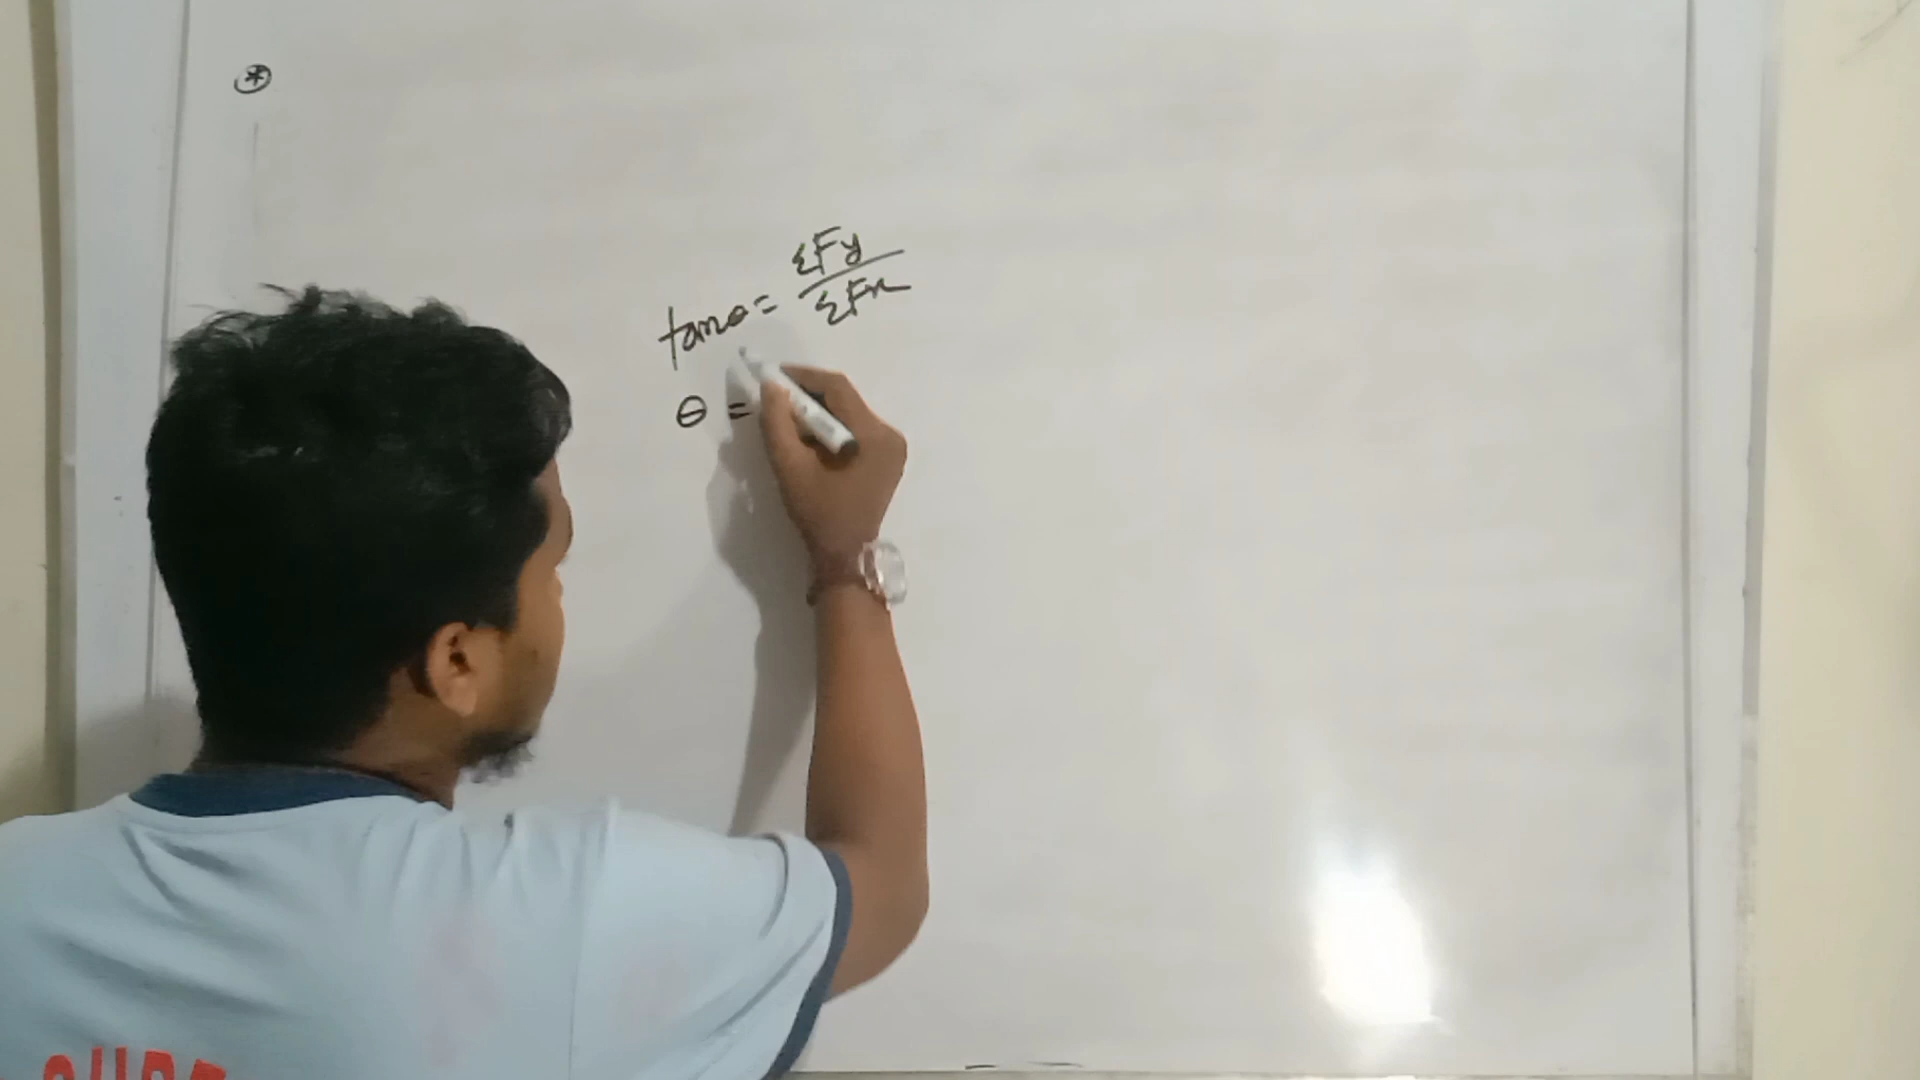 ⊛
tanθ = ΣFy / ΣFx
θ =